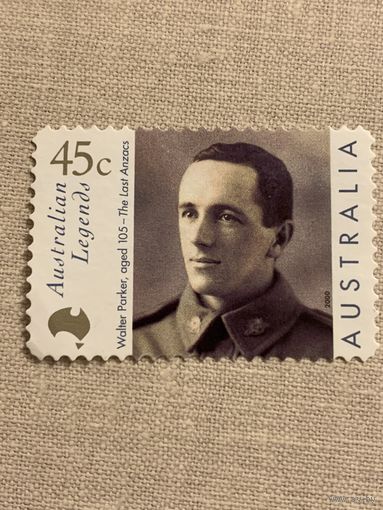 45c
Australian
Legends
Walter Parker, aged 105 – The Last Anzacs
2000
AUSTRALIA